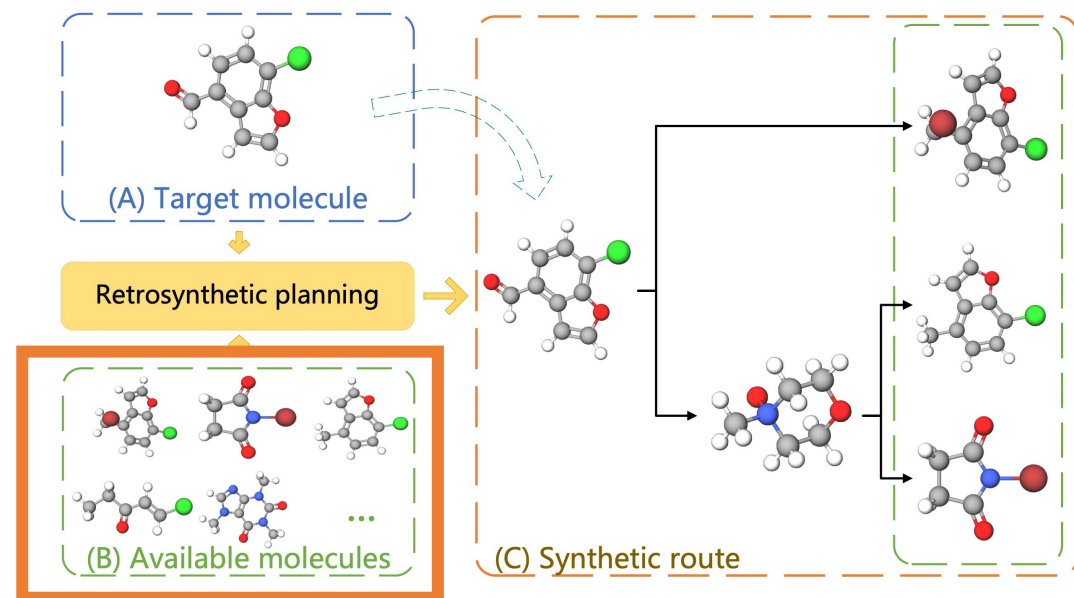 (A) Target molecule
Retrosynthetic planning
...
(B) Available molecules
(C) Synthetic route